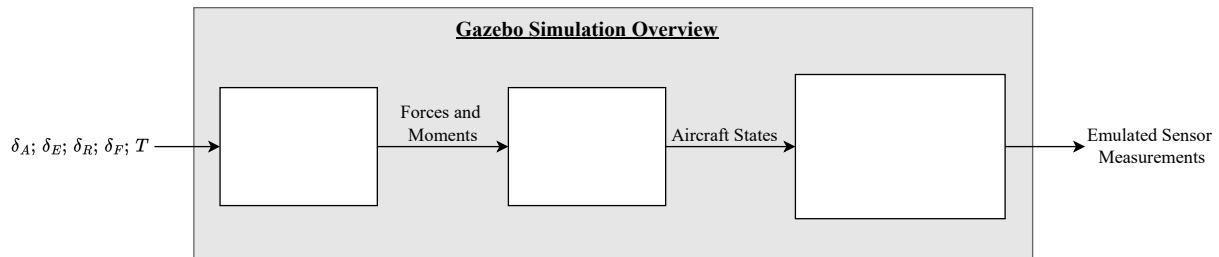 Gazebo Simulation Overview
δ_A; δ_E; δ_R; δ_F; T
Forces and
Moments
Aircraft States
Emulated Sensor
Measurements